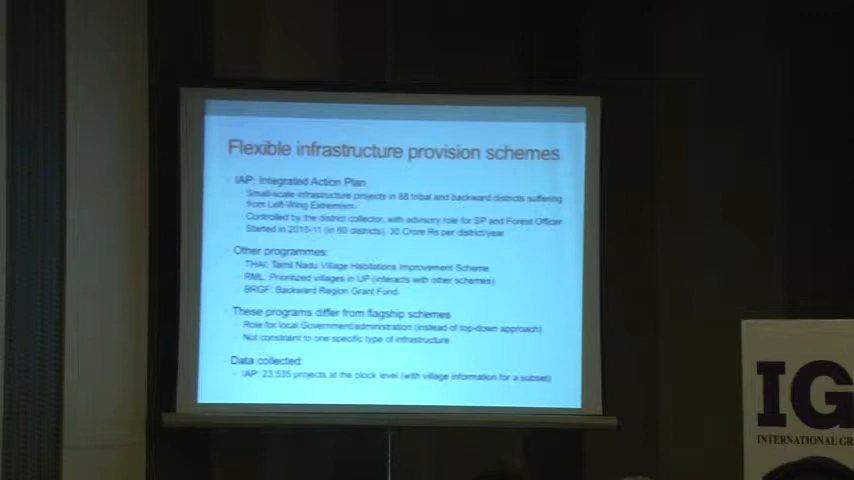 Flexible infrastructure provision schemes
IAP: Integrated Action Plan
Small-scale infrastructure projects in 88 tribal and backward districts suffering
from Left-Wing Extremism.
Controlled by the district collector, with advisory role for SP and Forest Officer
Started in 2010-11 (in 60 districts), 30 Crore Rs per district/year
Other programmes:
THAI: Tamil Nadu Village Habitations Improvement Scheme
RML: Prioritized villages in UP (interacts with other schemes)
BRGF: Backward Region Grant Fund
These programs differ from flagship schemes
Role for local Government/administration (instead of top-down approach)
Not constraint to one specific type of infrastructure
Data collected:
IAP: 23,535 projects at the block level (with village information for a subset)
IG
INTERNATIONAL GR